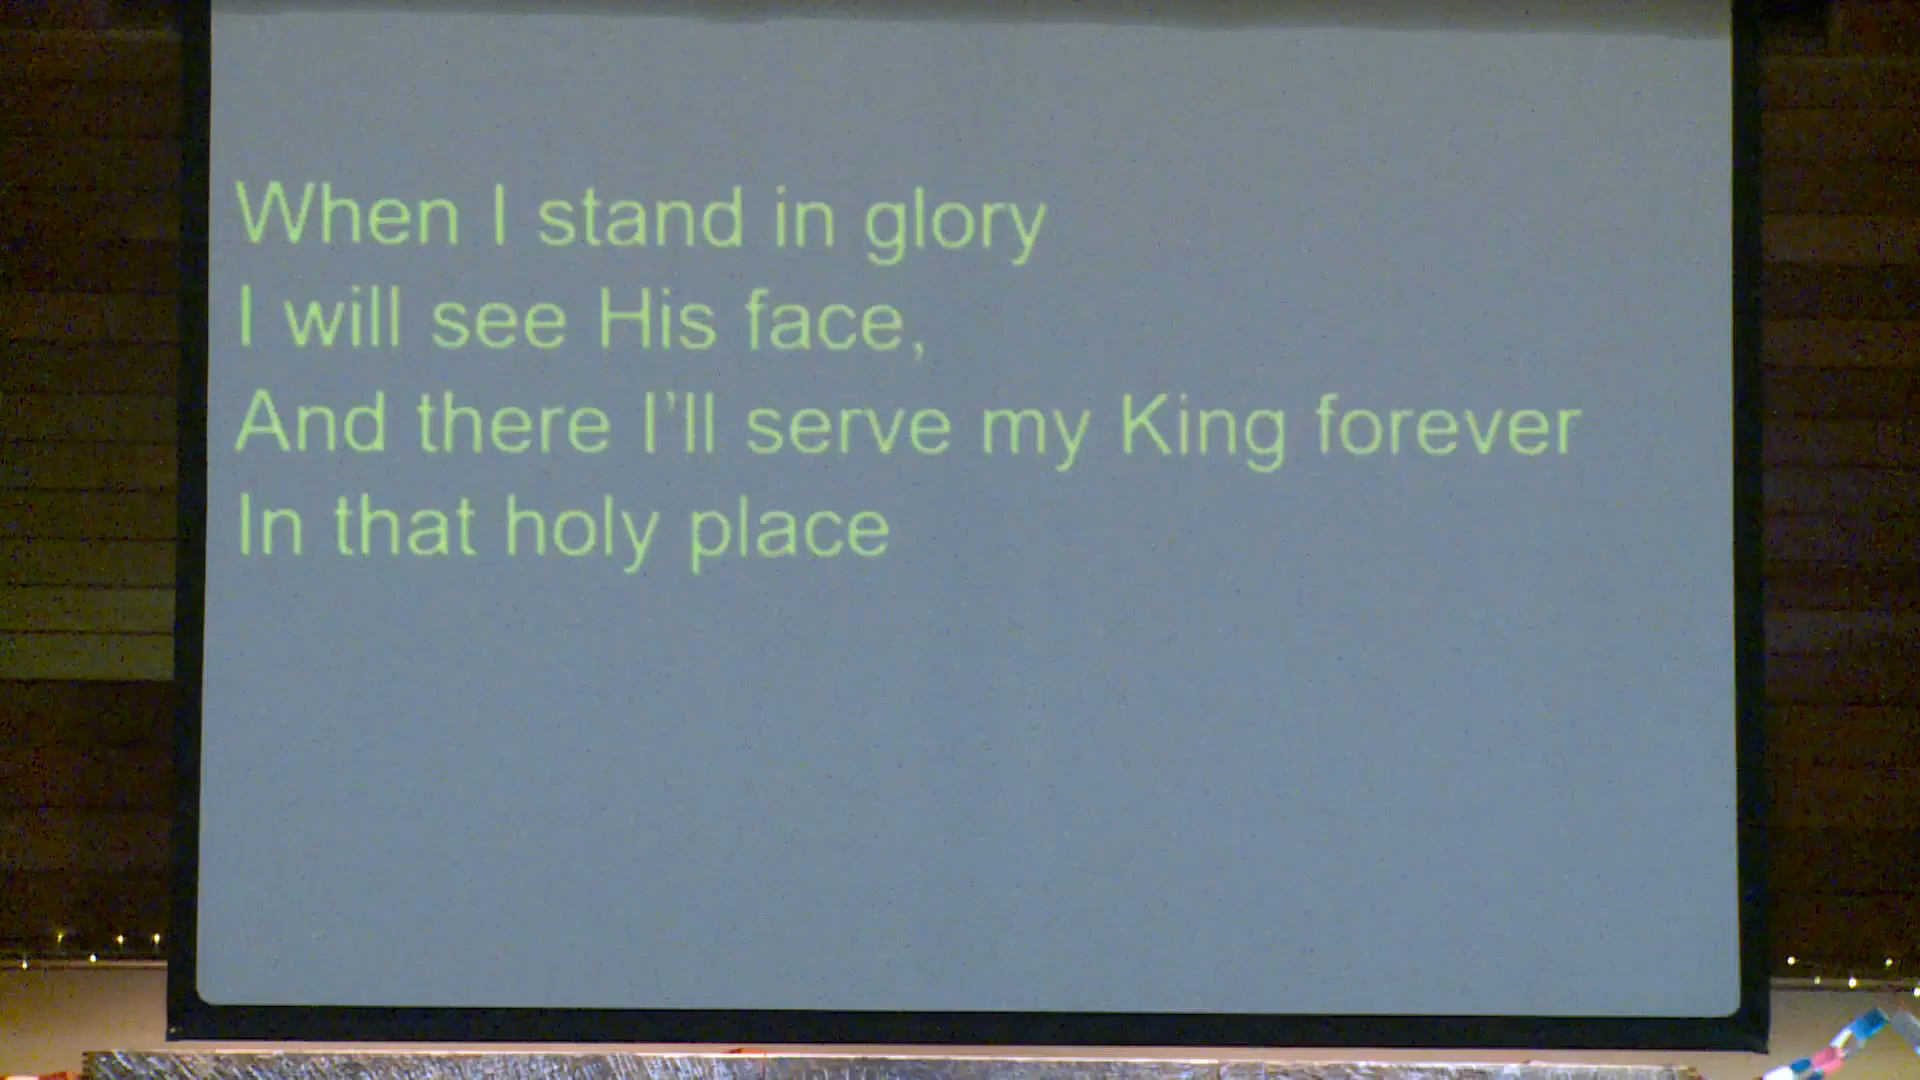 When I stand in glory
I will see His face,
And there I'll serve my King forever
In that holy place